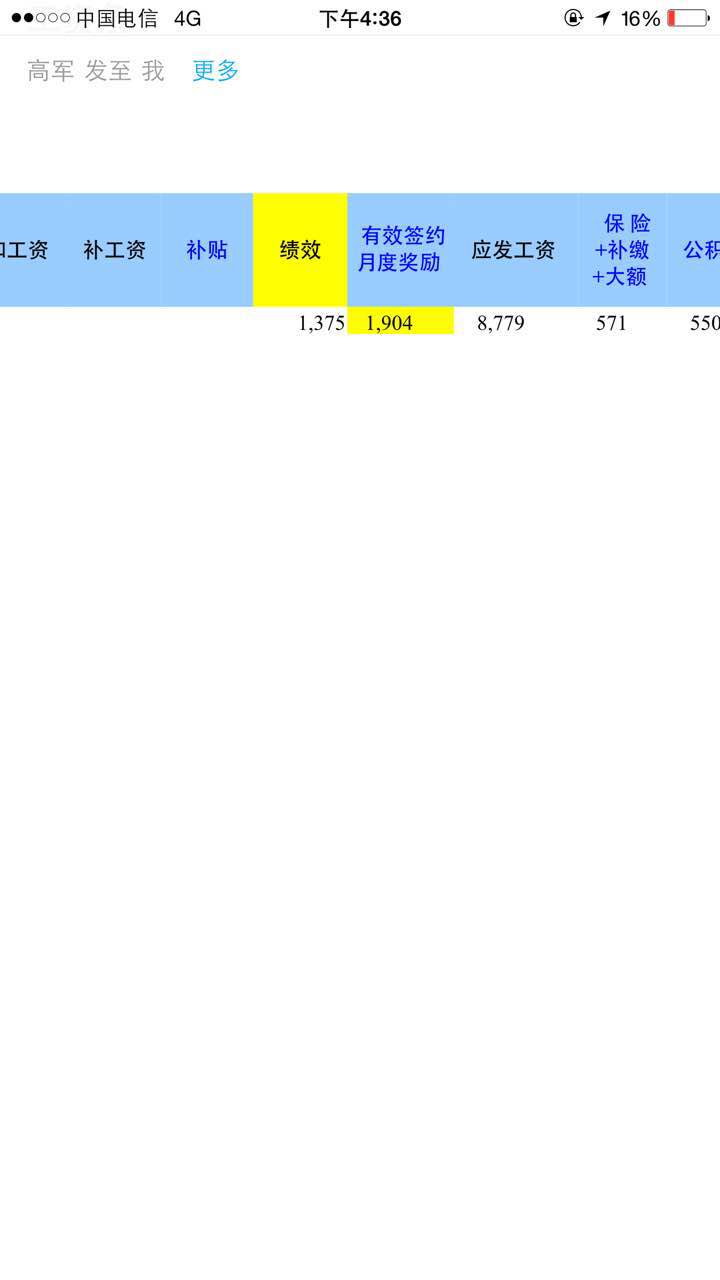 中国电信 4G 下午4:36 16%
高军 发至 我 更多
工资 补工资 补贴 绩效 有效签约 应发工资 保 险 公积
月度奖励 +补缴
+大额
1,375 1,904 8,779 571 550